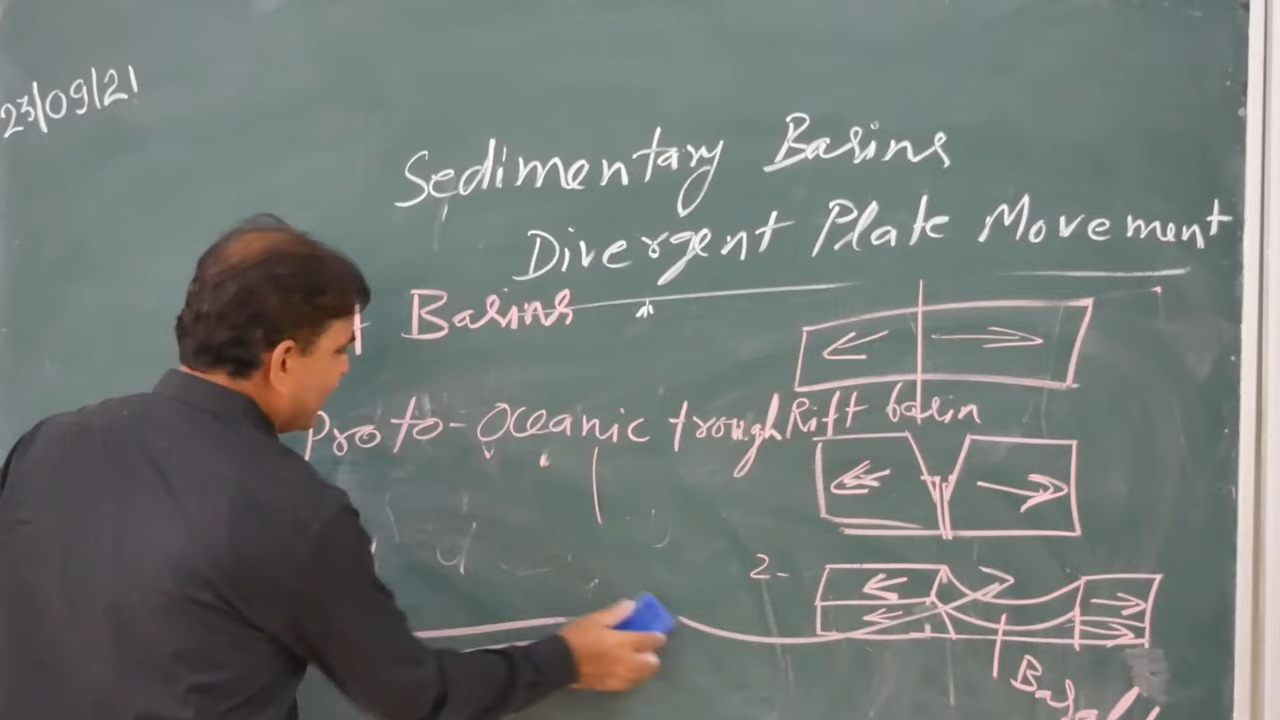 23/09/21
Sedimentary Basins
Divergent Plate Movement
Basins
Proto-Oceanic trough
Rift basin
2-